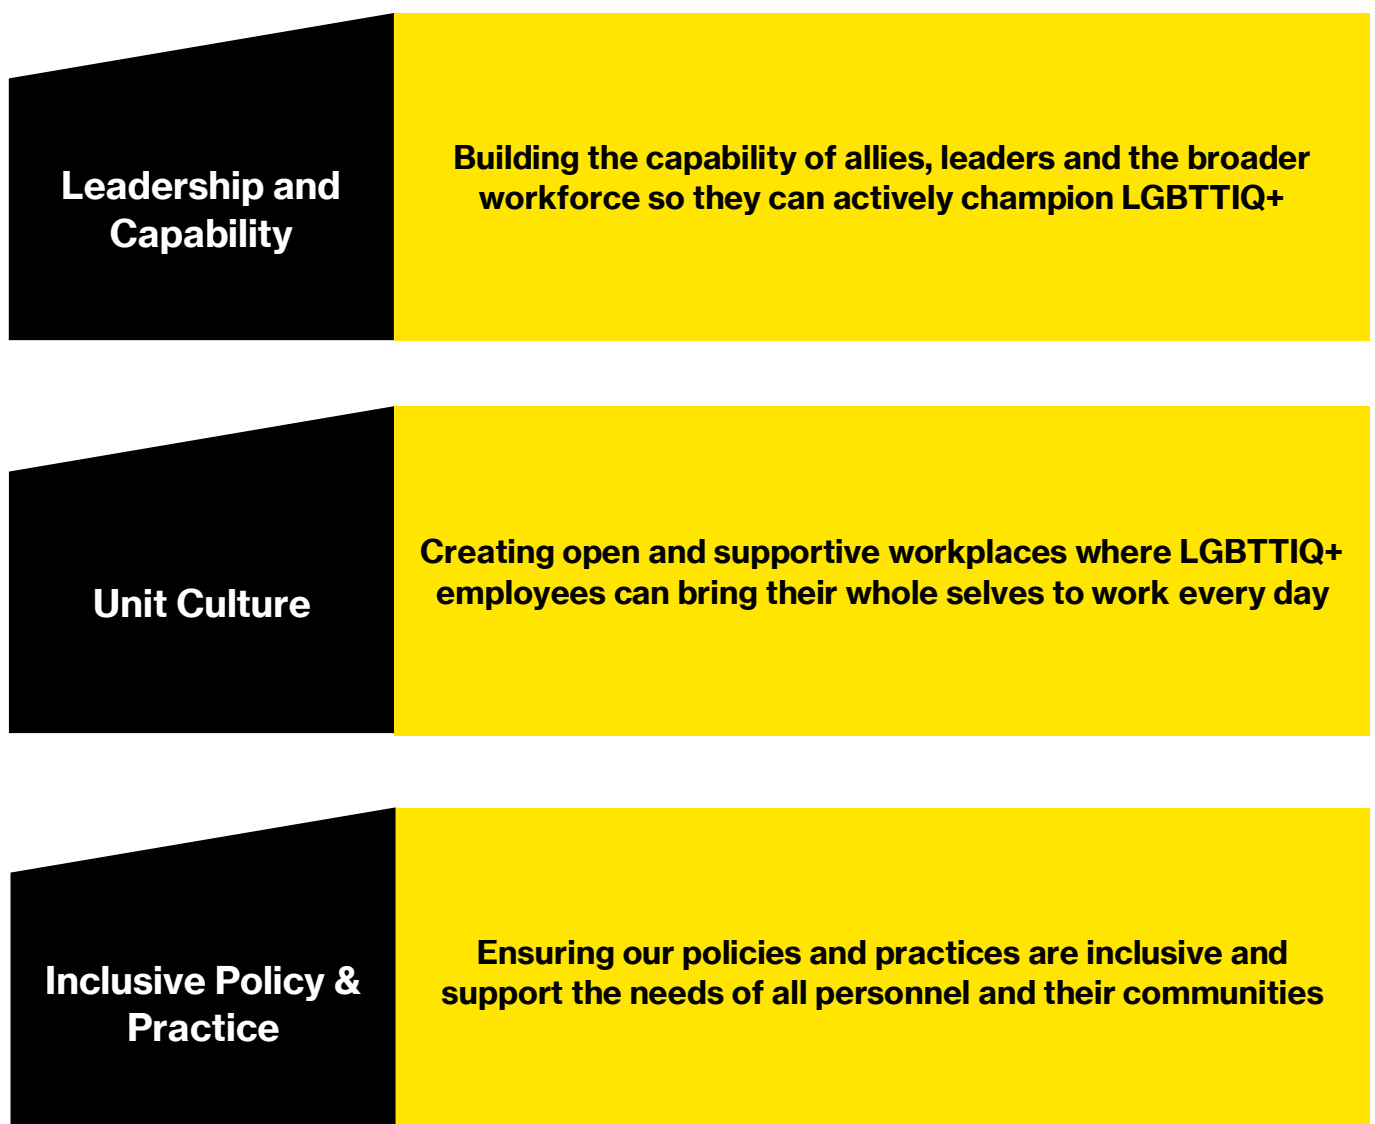 Leadership and
Capability
Building the capability of allies, leaders and the broader
workforce so they can actively champion LGBTTIQ+
Unit Culture
Creating open and supportive workplaces where LGBTTIQ+
employees can bring their whole selves to work every day
Inclusive Policy &
Practice
Ensuring our policies and practices are inclusive and
support the needs of all personnel and their communities